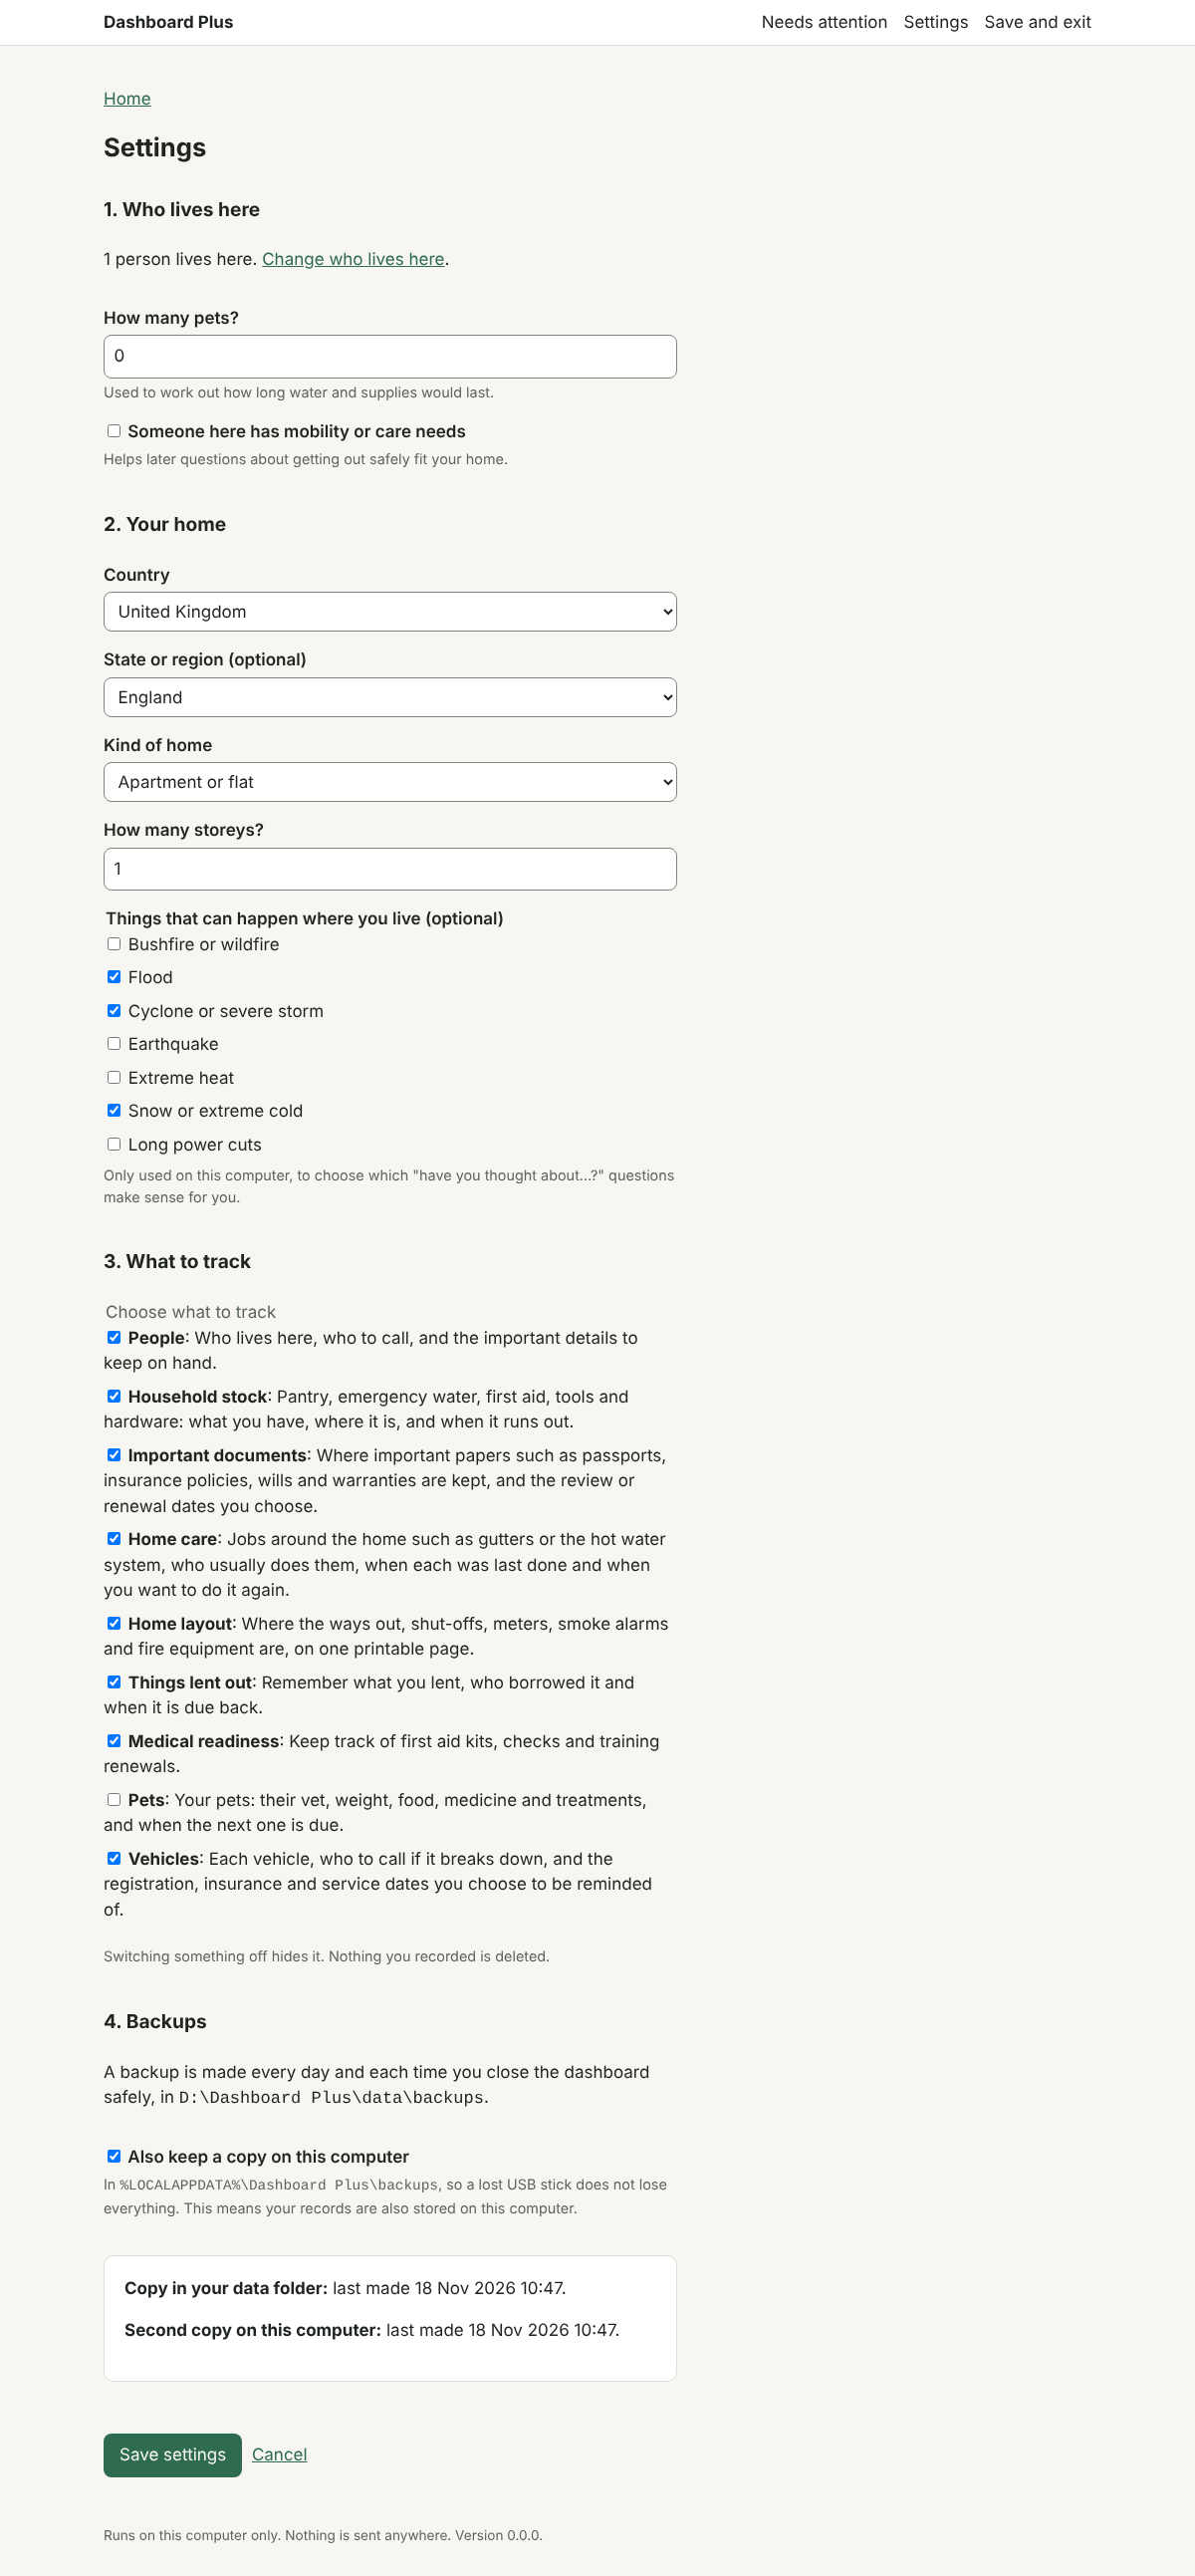 Dashboard Plus
Needs attention Settings Save and exit
Home
Settings
1. Who lives here
1 person lives here. Change who lives here.
How many pets?
0
Used to work out how long water and supplies would last.
Someone here has mobility or care needs
Helps later questions about getting out safely fit your home.
2. Your home
Country
United Kingdom
State or region (optional)
England
Kind of home
Apartment or flat
How many storeys?
1
Things that can happen where you live (optional)
Bushfire or wildfire
Flood
Cyclone or severe storm
Earthquake
Extreme heat
Snow or extreme cold
Long power cuts
Only used on this computer, to choose which "have you thought about...?" questions
make sense for you.
3. What to track
Choose what to track
People: Who lives here, who to call, and the important details to
keep on hand.
Household stock: Pantry, emergency water, first aid, tools and
hardware: what you have, where it is, and when it runs out.
Important documents: Where important papers such as passports,
insurance policies, wills and warranties are kept, and the review or
renewal dates you choose.
Home care: Jobs around the home such as gutters or the hot water
system, who usually does them, when each was last done and when
you want to do it again.
Home layout: Where the ways out, shut-offs, meters, smoke alarms
and fire equipment are, on one printable page.
Things lent out: Remember what you lent, who borrowed it and
when it is due back.
Medical readiness: Keep track of first aid kits, checks and training
renewals.
Pets: Your pets: their vet, weight, food, medicine and treatments,
and when the next one is due.
Vehicles: Each vehicle, who to call if it breaks down, and the
registration, insurance and service dates you choose to be reminded
of.
Switching something off hides it. Nothing you recorded is deleted.
4. Backups
A backup is made every day and each time you close the dashboard
safely, in D:\Dashboard Plus\data\backups.
Also keep a copy on this computer
In %LOCALAPPDATA%\Dashboard Plus\backups, so a lost USB stick does not lose
everything. This means your records are also stored on this computer.
Copy in your data folder: last made 18 Nov 2026 10:47.
Second copy on this computer: last made 18 Nov 2026 10:47.
Save settings Cancel
Runs on this computer only. Nothing is sent anywhere. Version 0.0.0.